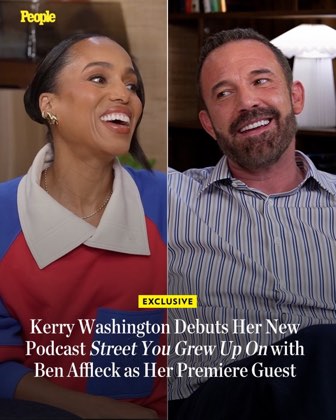 People
EXCLUSIVE
Kerry Washington Debuts Her New
Podcast Street You Grew Up On with
Ben Affleck as Her Premiere Guest